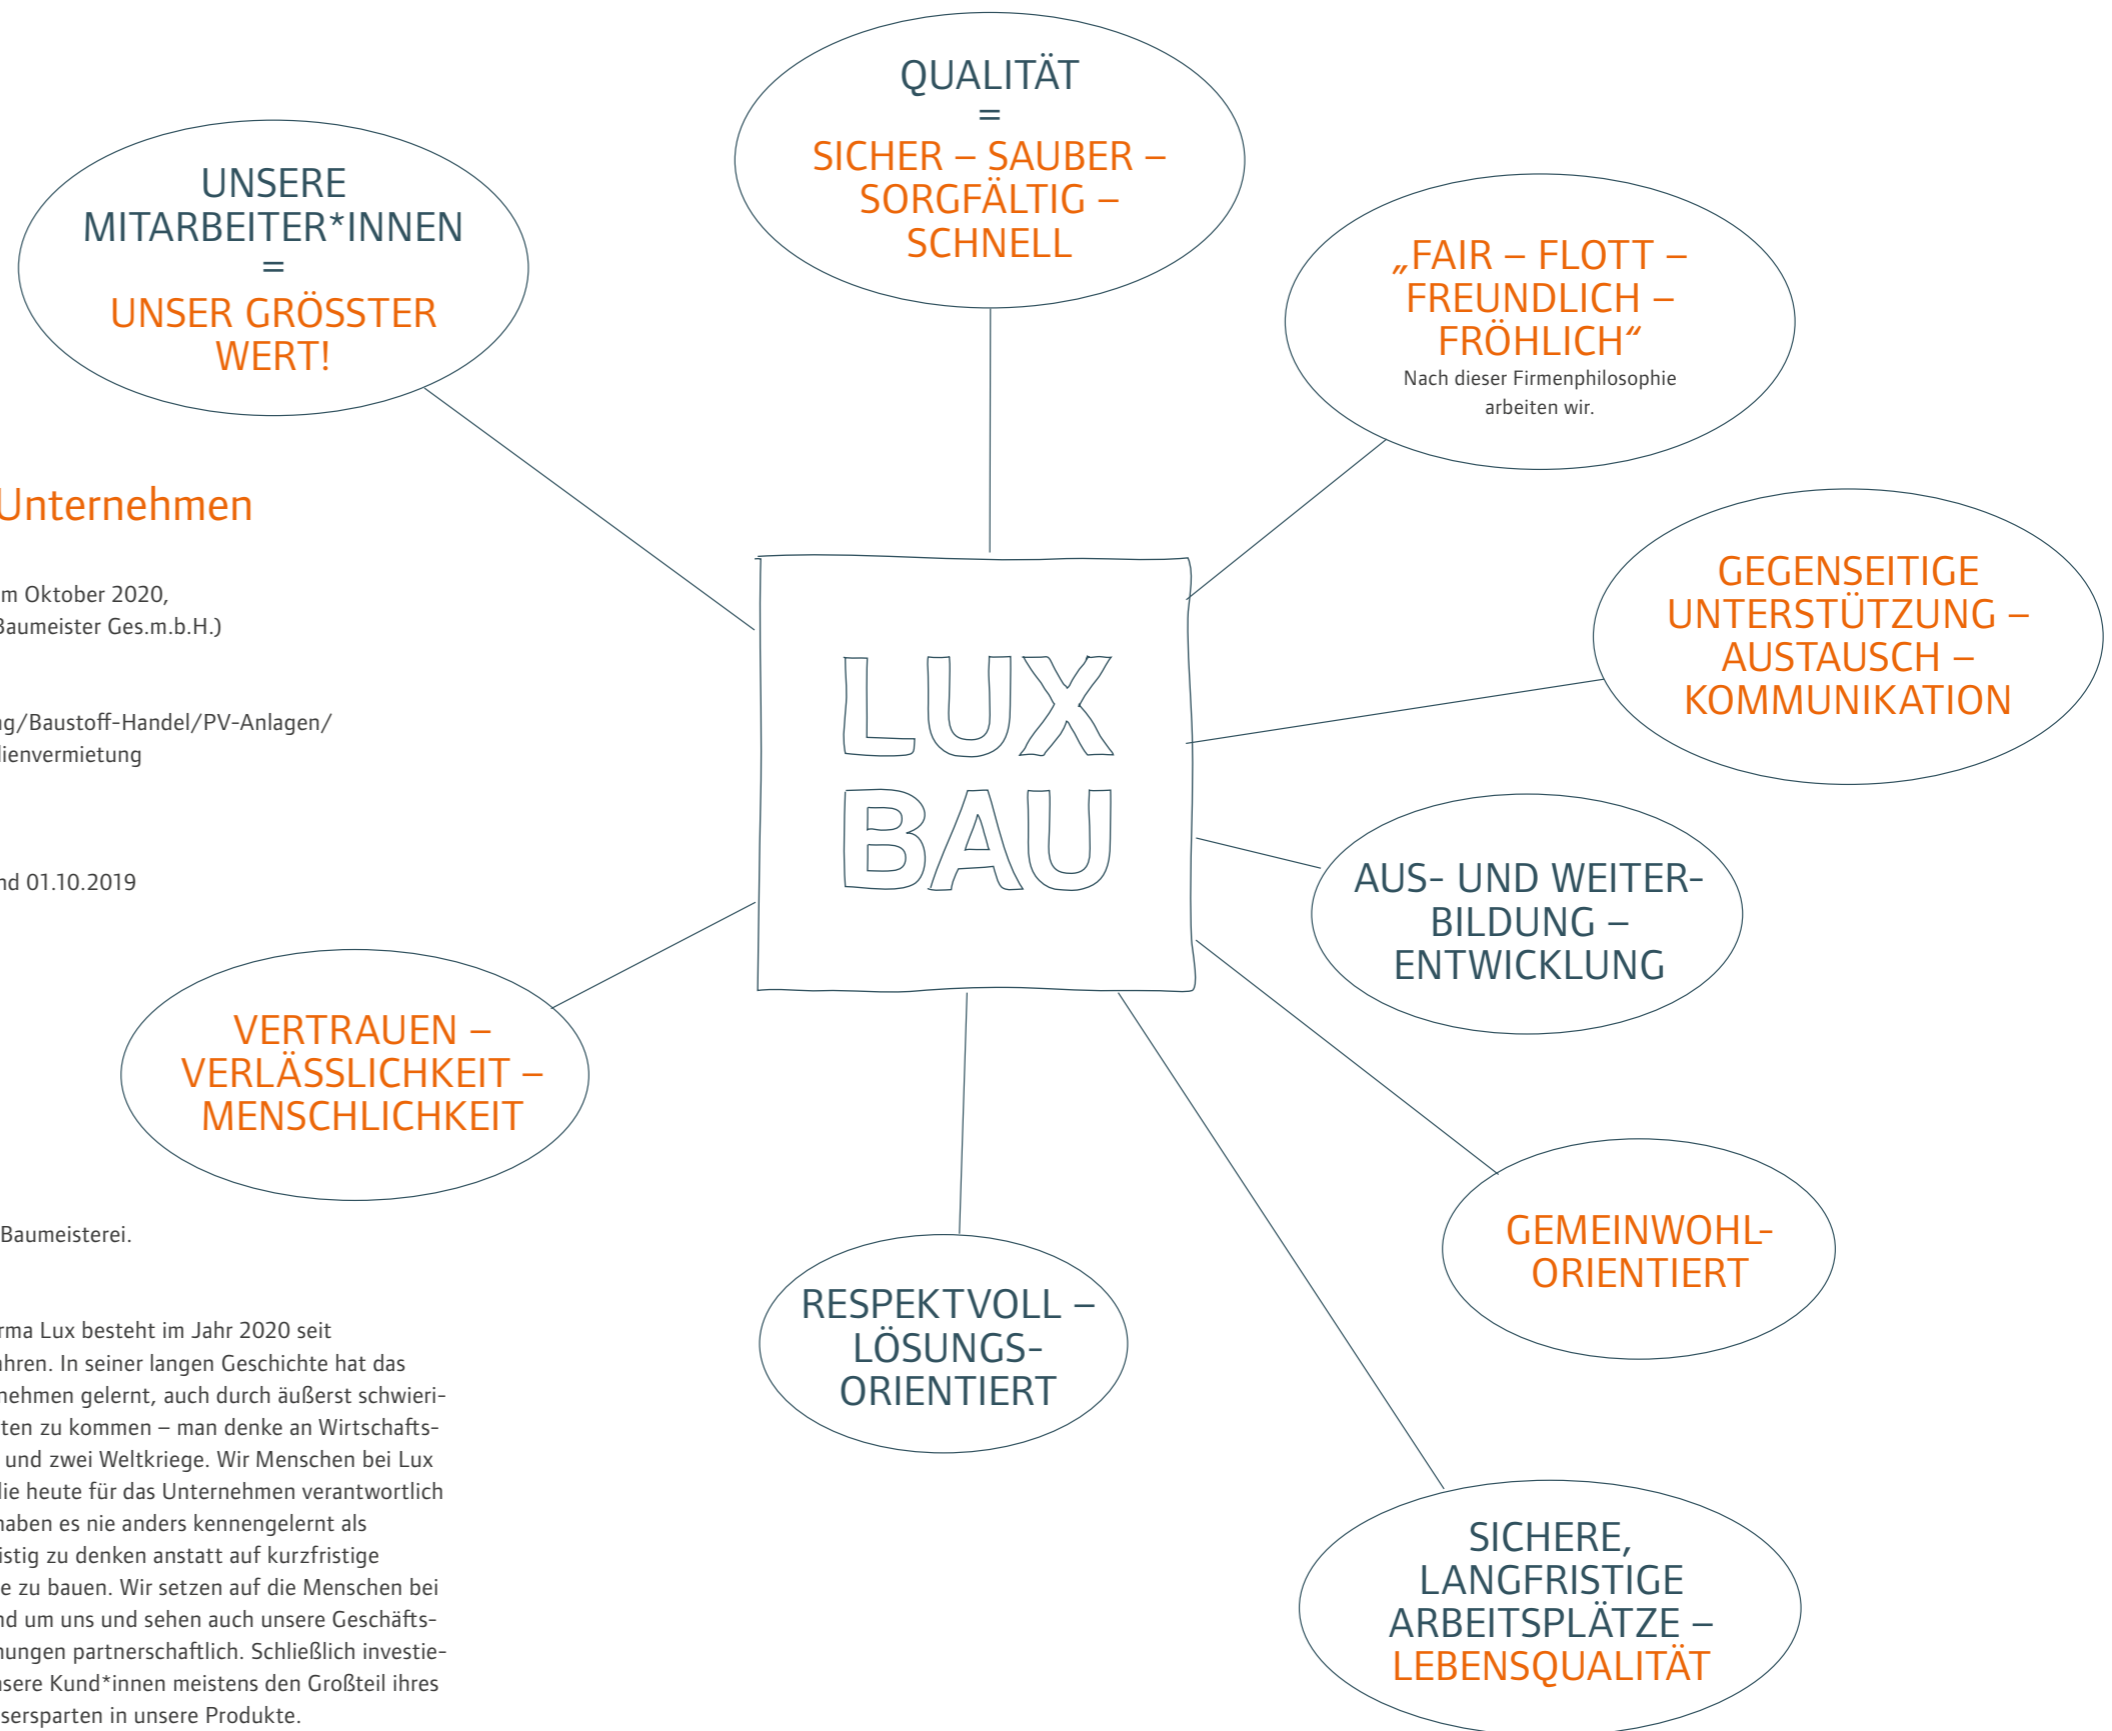 QUALITÄT
=
SICHER – SAUBER –
SORGFÄLTIG –
SCHNELL
UNSERE
MITARBEITER*INNEN
=
UNSER GRÖSSTER
WERT!
„FAIR – FLOTT –
FREUNDLICH –
FRÖHLICH“
Nach dieser Firmenphilosophie
arbeiten wir.
GEGENSEITIGE
UNTERSTÜTZUNG –
AUSTAUSCH –
KOMMUNIKATION
LUX
BAU
AUS- UND WEITER-
BILDUNG –
ENTWICKLUNG
VERTRAUEN –
VERLÄSSLICHKEIT –
MENSCHLICHKEIT
GEMEINWOHL-
ORIENTIERT
RESPEKTVOLL –
LÖSUNGS-
ORIENTIERT
SICHERE,
LANGFRISTIGE
ARBEITSPLÄTZE –
LEBENSQUALITÄT
Unternehmen
m Oktober 2020,
Baumeister Ges.m.b.H.)
ng/Baustoff-Handel/PV-Anlagen/
lienvermietung
nd 01.10.2019
Baumeisterei.
rma Lux besteht im Jahr 2020 seit
ahren. In seiner langen Geschichte hat das
nehmen gelernt, auch durch äußerst schwieri-
iten zu kommen – man denke an Wirtschafts-
und zwei Weltkriege. Wir Menschen bei Lux
die heute für das Unternehmen verantwortlich
haben es nie anders kennengelernt als
istig zu denken anstatt auf kurzfristige
e zu bauen. Wir setzen auf die Menschen bei
nd um uns und sehen auch unsere Geschäfts-
hungen partnerschaftlich. Schließlich investie-
nsere Kund*innen meistens den Großteil ihres
sersparten in unsere Produkte.